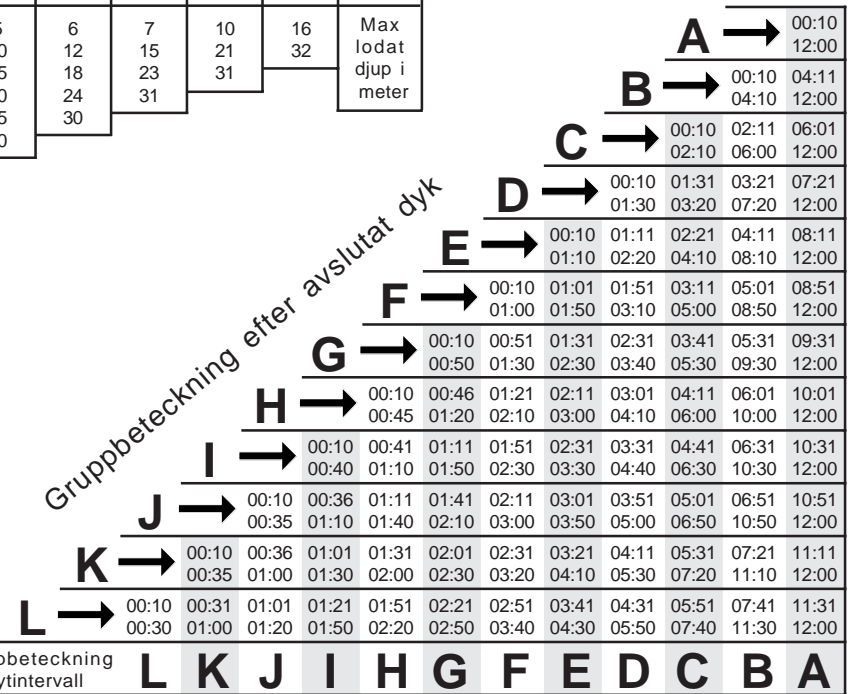 6 7 10 16 Max
12 15 21 32 lodat
18 23 31 djup i
24 31 meter
30
Gruppbeteckning efter avslutat dyk
A 00:10
12:00
B 00:10 04:11
04:10 12:00
C 00:10 02:11 06:01
02:10 06:00 12:00
D 00:10 01:31 03:21 07:21
01:30 03:20 07:20 12:00
E 00:10 01:11 02:21 04:11 08:11
01:10 02:20 04:10 08:10 12:00
F 00:10 01:01 01:51 03:11 05:01 08:51
01:00 01:50 03:10 05:00 08:50 12:00
G 00:10 00:51 01:31 02:31 03:41 05:31 09:31
00:50 01:30 02:30 03:40 05:30 09:30 12:00
H 00:10 00:46 01:21 02:11 03:01 04:11 06:01 10:01
00:45 01:20 02:10 03:00 04:10 06:00 10:00 12:00
I 00:10 00:41 01:11 01:51 02:31 03:31 04:41 06:31 10:31
00:40 01:10 01:50 02:30 03:30 04:40 06:30 10:30 12:00
J 00:10 00:36 01:11 01:41 02:11 03:01 03:51 05:01 06:51 10:51
00:35 01:10 01:40 02:10 03:00 03:50 05:00 06:50 10:50 12:00
K 00:10 00:36 01:01 01:31 02:01 02:31 03:21 04:11 05:31 07:21 11:11
00:35 01:00 01:30 02:00 02:30 03:20 04:10 05:30 07:20 11:10 12:00
L 00:10 00:31 01:01 01:21 01:51 02:21 02:51 03:41 04:31 05:51 07:41 11:31
00:30 01:00 01:20 01:50 02:20 02:50 03:40 04:30 05:50 07:40 11:30 12:00
beteckning
ytintervall L K J I H G F E D C B A